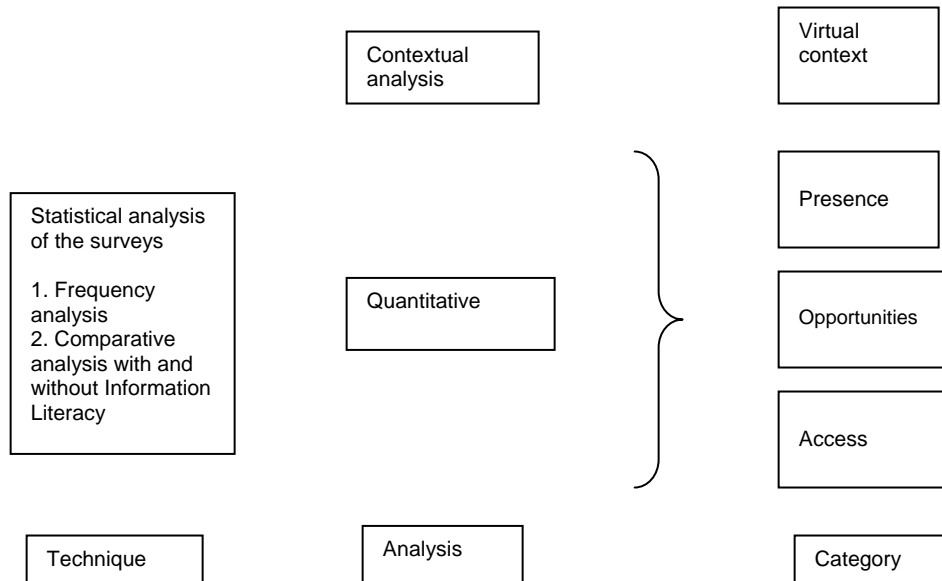 Contextual
analysis
Virtual
context
Statistical analysis
of the surveys
1. Frequency
analysis
2. Comparative
analysis with and
without Information
Literacy
Quantitative
Presence
Opportunities
Access
Technique
Analysis
Category